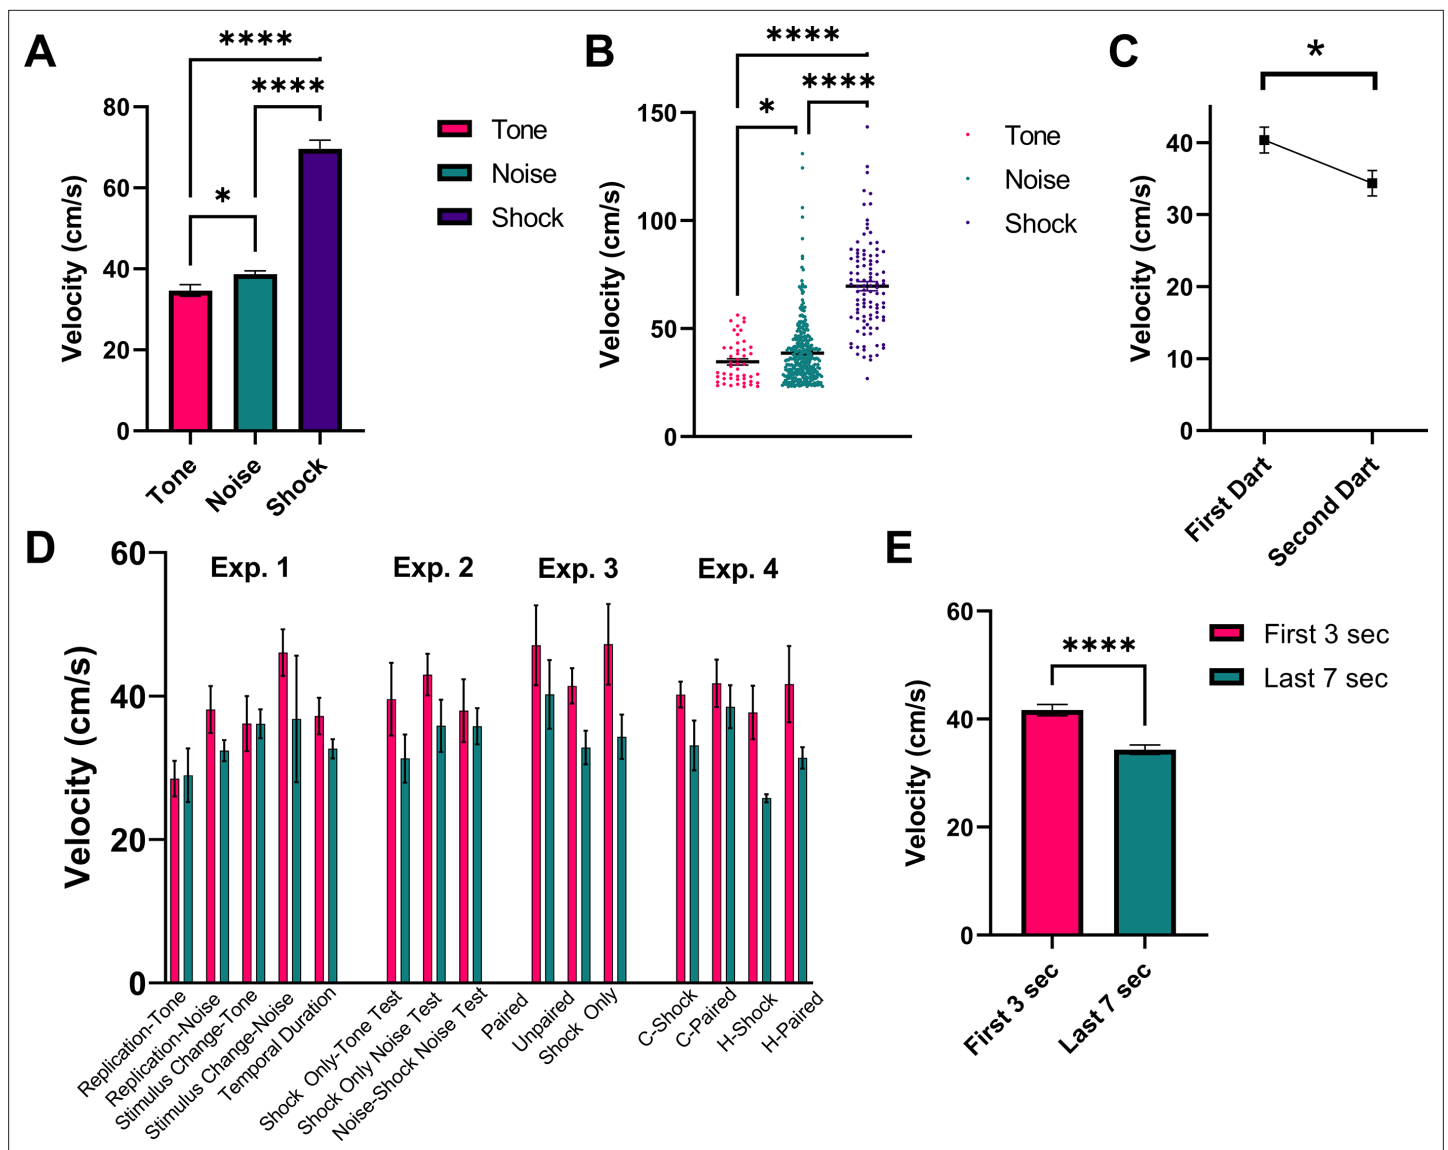 A
****
****
*
Velocity (cm/s)
80
60
40
20
0
Tone
Noise
Shock
Tone
Noise
Shock
B
****
****
*
Velocity (cm/s)
150
100
50
0
Tone
Noise
Shock
C
*
Velocity (cm/s)
40
30
20
10
0
First Dart
Second Dart
D
Velocity (cm/s)
60
40
20
0
Exp. 1
Exp. 2
Exp. 3
Exp. 4
Replication-Tone
Replication-Noise
Stimulus Change-Tone
Stimulus Change-Noise
Temporal Duration
Shock Only-Tone Test
Shock Only Noise Test
Noise-Shock Noise Test
Paired
Unpaired
Shock Only
C-Shock
C-Paired
H-Shock
H-Paired
E
****
Velocity (cm/s)
60
40
20
0
First 3 sec
Last 7 sec
First 3 sec
Last 7 sec